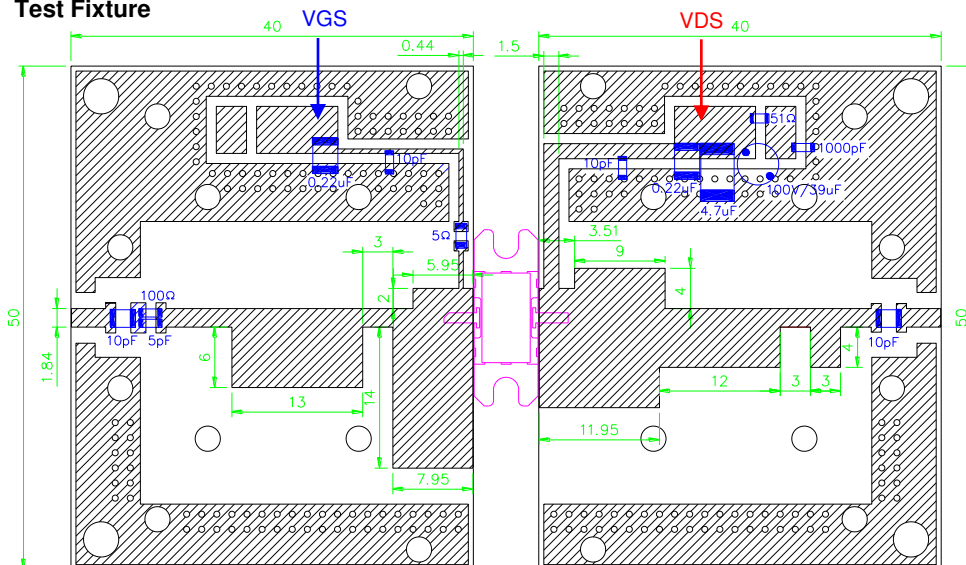 Test Fixture
VGS
VDS
40
40
0.44
1.5
51Ω
10pF
1000pF
10pF
0.22uF
0.22uF
100V/39uF
4.7uF
5Ω
3
3.51
5.95
9
2
4
100Ω
50
50
10pF
5pF
10pF
1.84
6
14
4
12
3
3
13
11.95
7.95